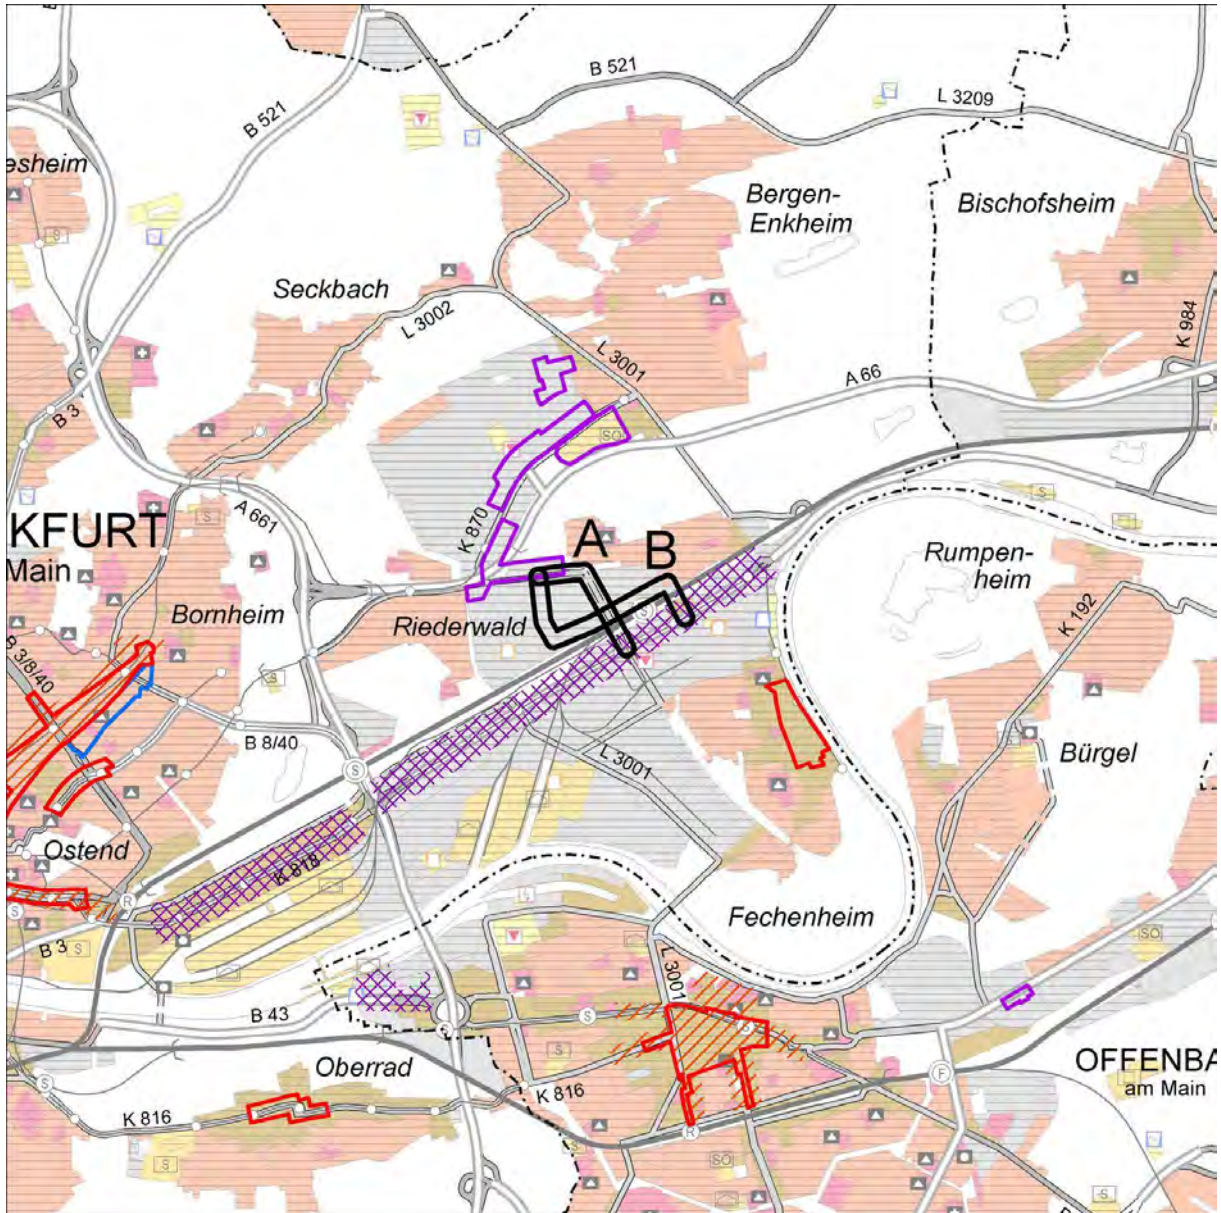 B 521
B 521
L 3209
esheim
Bergen-
Enkheim
Bischofsheim
S
Seckbach
L 3002
K 984
L 3001
A 66
B 3
SO
S
A 661
K 870
KFURT
Main
A
B
Rumpen-
heim
S
Bornheim
Riederwald
S
K 192
B 3/8/40
S
B 8/40
L 3001
Bürgel
S
Ostend
K 818
R
S
Fechenheim
B 3
S
L 3001
SO
B 43
S
S
Oberrad
S
OFFENBA
am Main
F
K 816
K 816
S
R
S
SO
S